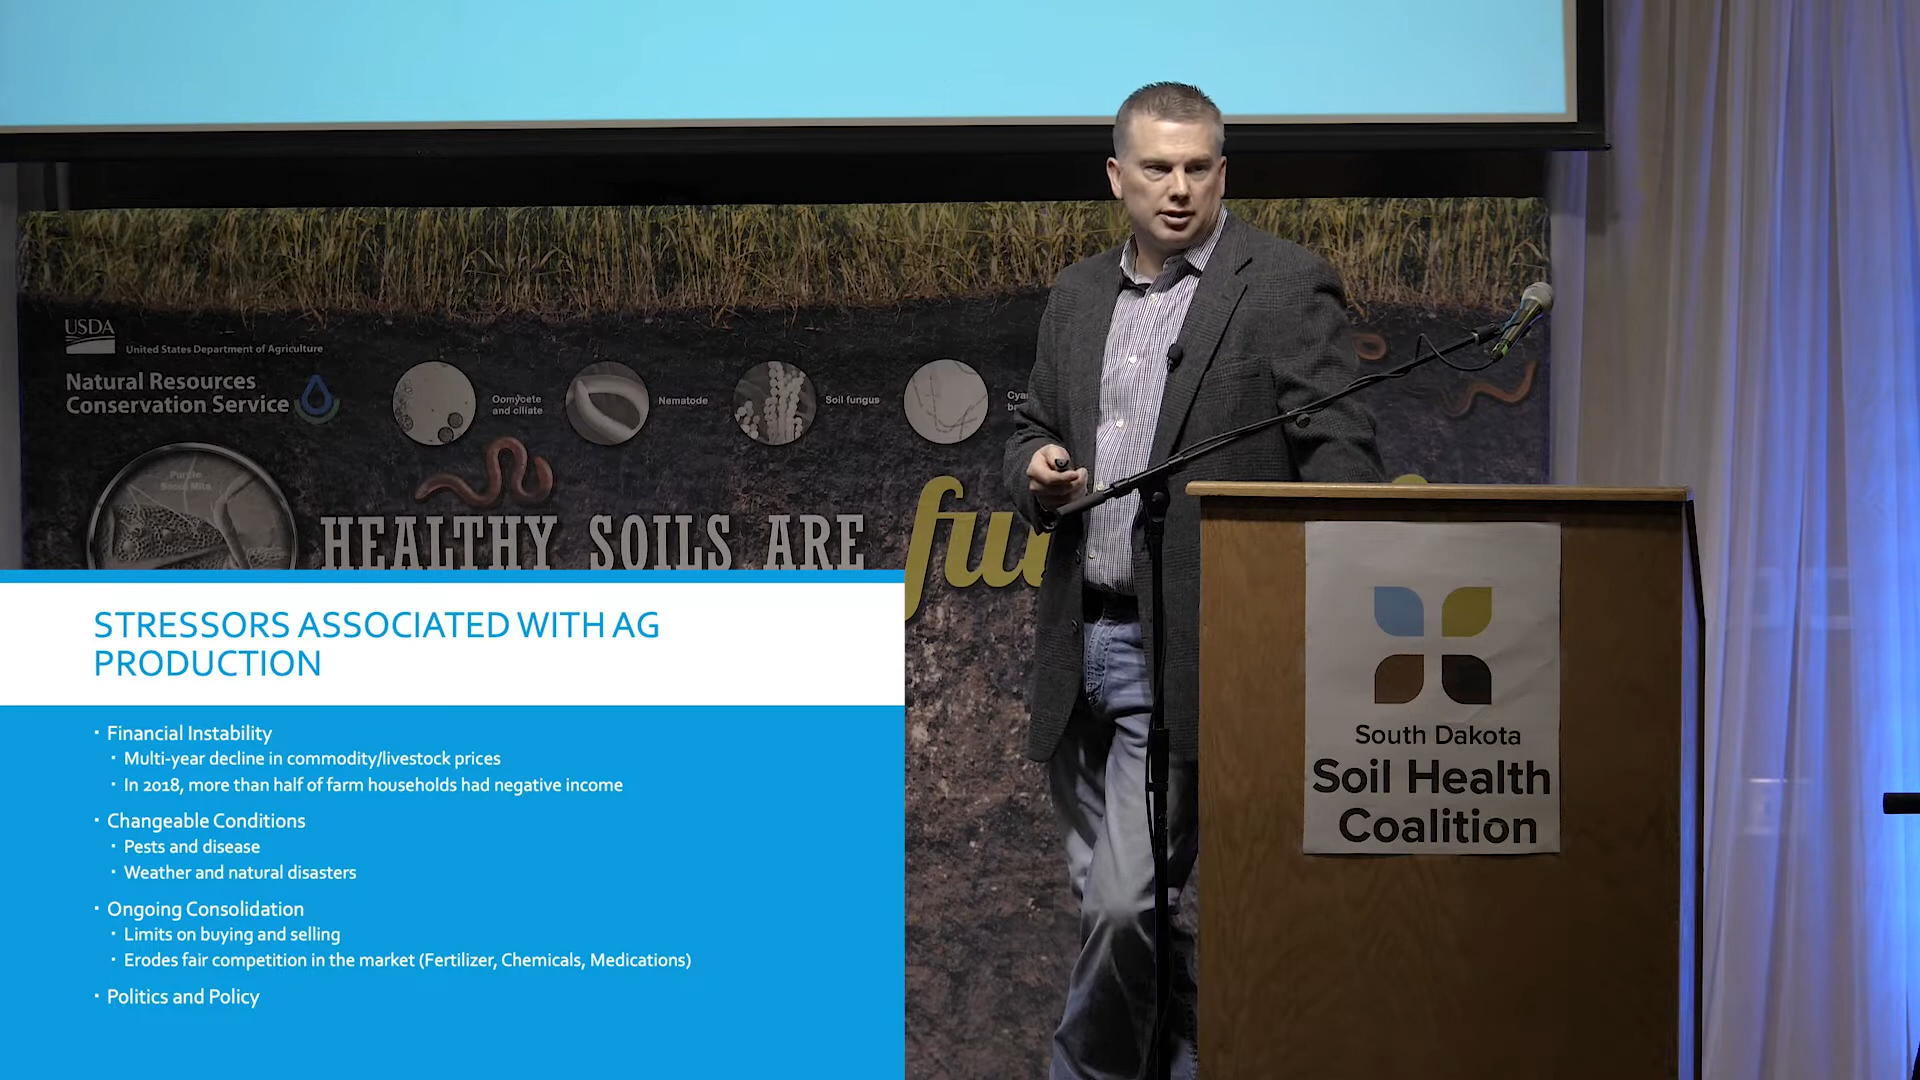 USDA
United States Department of Agriculture
Natural Resources
Conservation Service
Oomycete
and ciliate
Nematode
Soil fungus
Purple
HEALTHY SOILS ARE
STRESSORS ASSOCIATED WITH AG
PRODUCTION
Financial Instability
Multi-year decline in commodity/livestock prices
In 2018, more than half of farm households had negative income
Changeable Conditions
Pests and disease
Weather and natural disasters
Ongoing Consolidation
Limits on buying and selling
Erodes fair competition in the market (Fertilizer, Chemicals, Medications)
Politics and Policy
South Dakota
Soil Health
Coalition